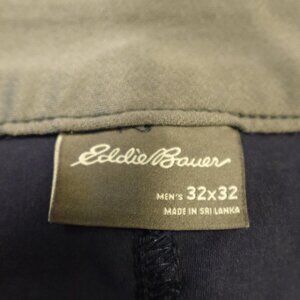 Eddie Bauer
MEN'S 32x32
MADE IN SRI LANKA